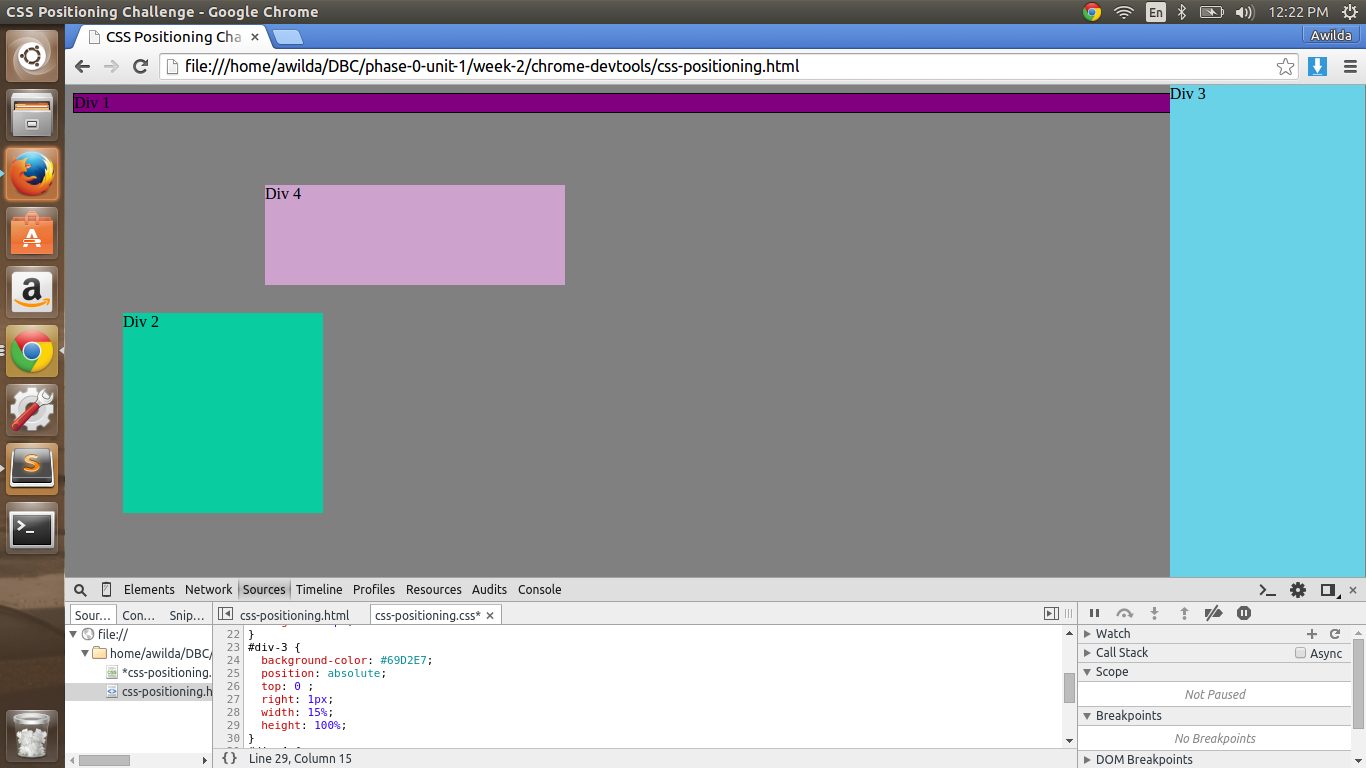 CSS Positioning Challenge - Google Chrome
En
12:22 PM
CSS Positioning Cha
Awilda
file:///home/awilda/DBC/phase-0-unit-1/week-2/chrome-devtools/css-positioning.html
Div 1
Div 3
Div 4
Div 2
Elements Network Sources Timeline Profiles Resources Audits Console
Sour... Con... Snip...
css-positioning.html
css-positioning.css*
file://
home/awilda/DBC/
*css-positioning.
css-positioning.h
22 }
23 #div-3 {
24 background-color: #69D2E7;
25 position: absolute;
26 top: 0 ;
27 right: 1px;
28 width: 15%;
29 height: 100%;
30 }
{} Line 29, Column 15
Watch
Call Stack
Async
Scope
Not Paused
Breakpoints
No Breakpoints
DOM Breakpoints